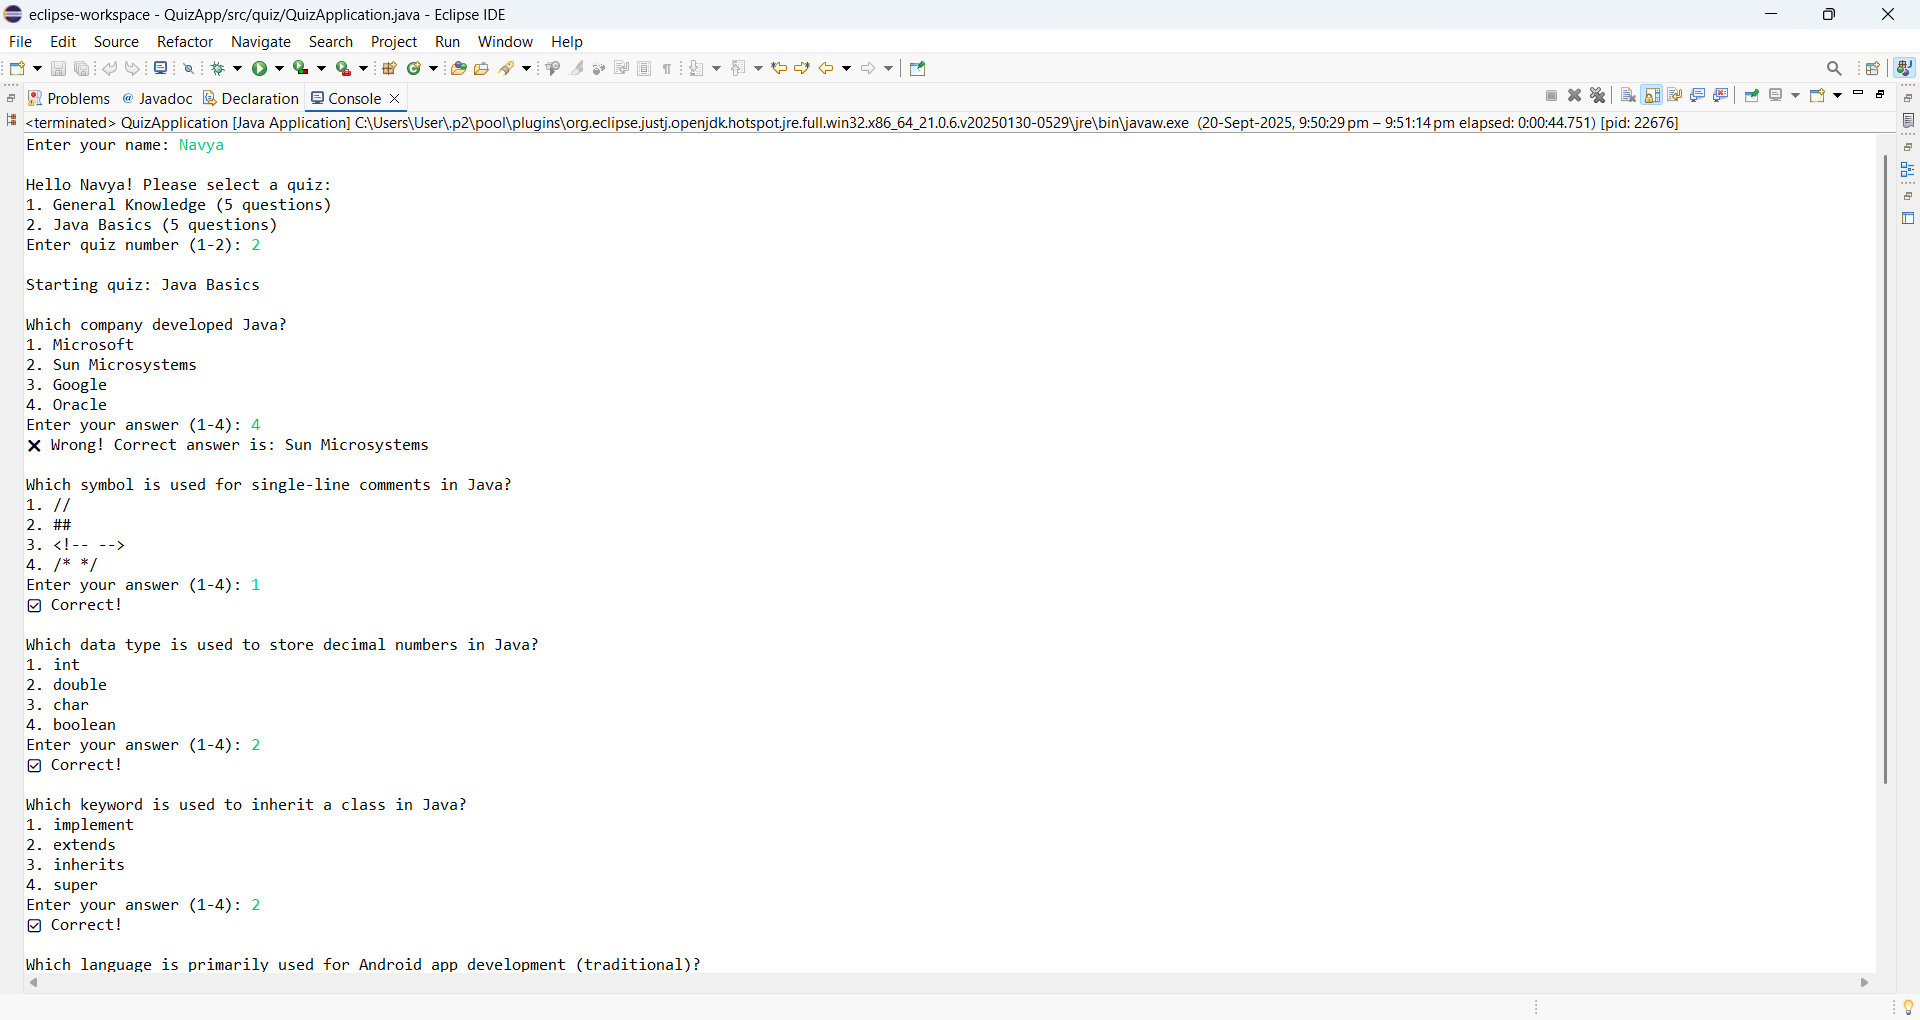 eclipse-workspace - QuizApp/src/quiz/QuizApplication.java - Eclipse IDE
File Edit Source Refactor Navigate Search Project Run Window Help
Problems @ Javadoc Declaration Console
<terminated> QuizApplication [Java Application] C:\Users\User\.p2\pool\plugins\org.eclipse.justj.openjdk.hotspot.jre.full.win32.x86_64_21.0.6.v20250130-0529\jre\bin\javaw.exe (20-Sept-2025, 9:50:29 pm – 9:51:14 pm elapsed: 0:00:44.751) [pid: 22676]
Enter your name: Navya
Hello Navya! Please select a quiz:
1. General Knowledge (5 questions)
2. Java Basics (5 questions)
Enter quiz number (1-2): 2
Starting quiz: Java Basics
Which company developed Java?
1. Microsoft
2. Sun Microsystems
3. Google
4. Oracle
Enter your answer (1-4): 4
❌ Wrong! Correct answer is: Sun Microsystems
Which symbol is used for single-line comments in Java?
1. //
2. ##
3. <!-- -->
4. /* */
Enter your answer (1-4): 1
☑ Correct!
Which data type is used to store decimal numbers in Java?
1. int
2. double
3. char
4. boolean
Enter your answer (1-4): 2
☑ Correct!
Which keyword is used to inherit a class in Java?
1. implement
2. extends
3. inherits
4. super
Enter your answer (1-4): 2
☑ Correct!
Which language is primarily used for Android app development (traditional)?